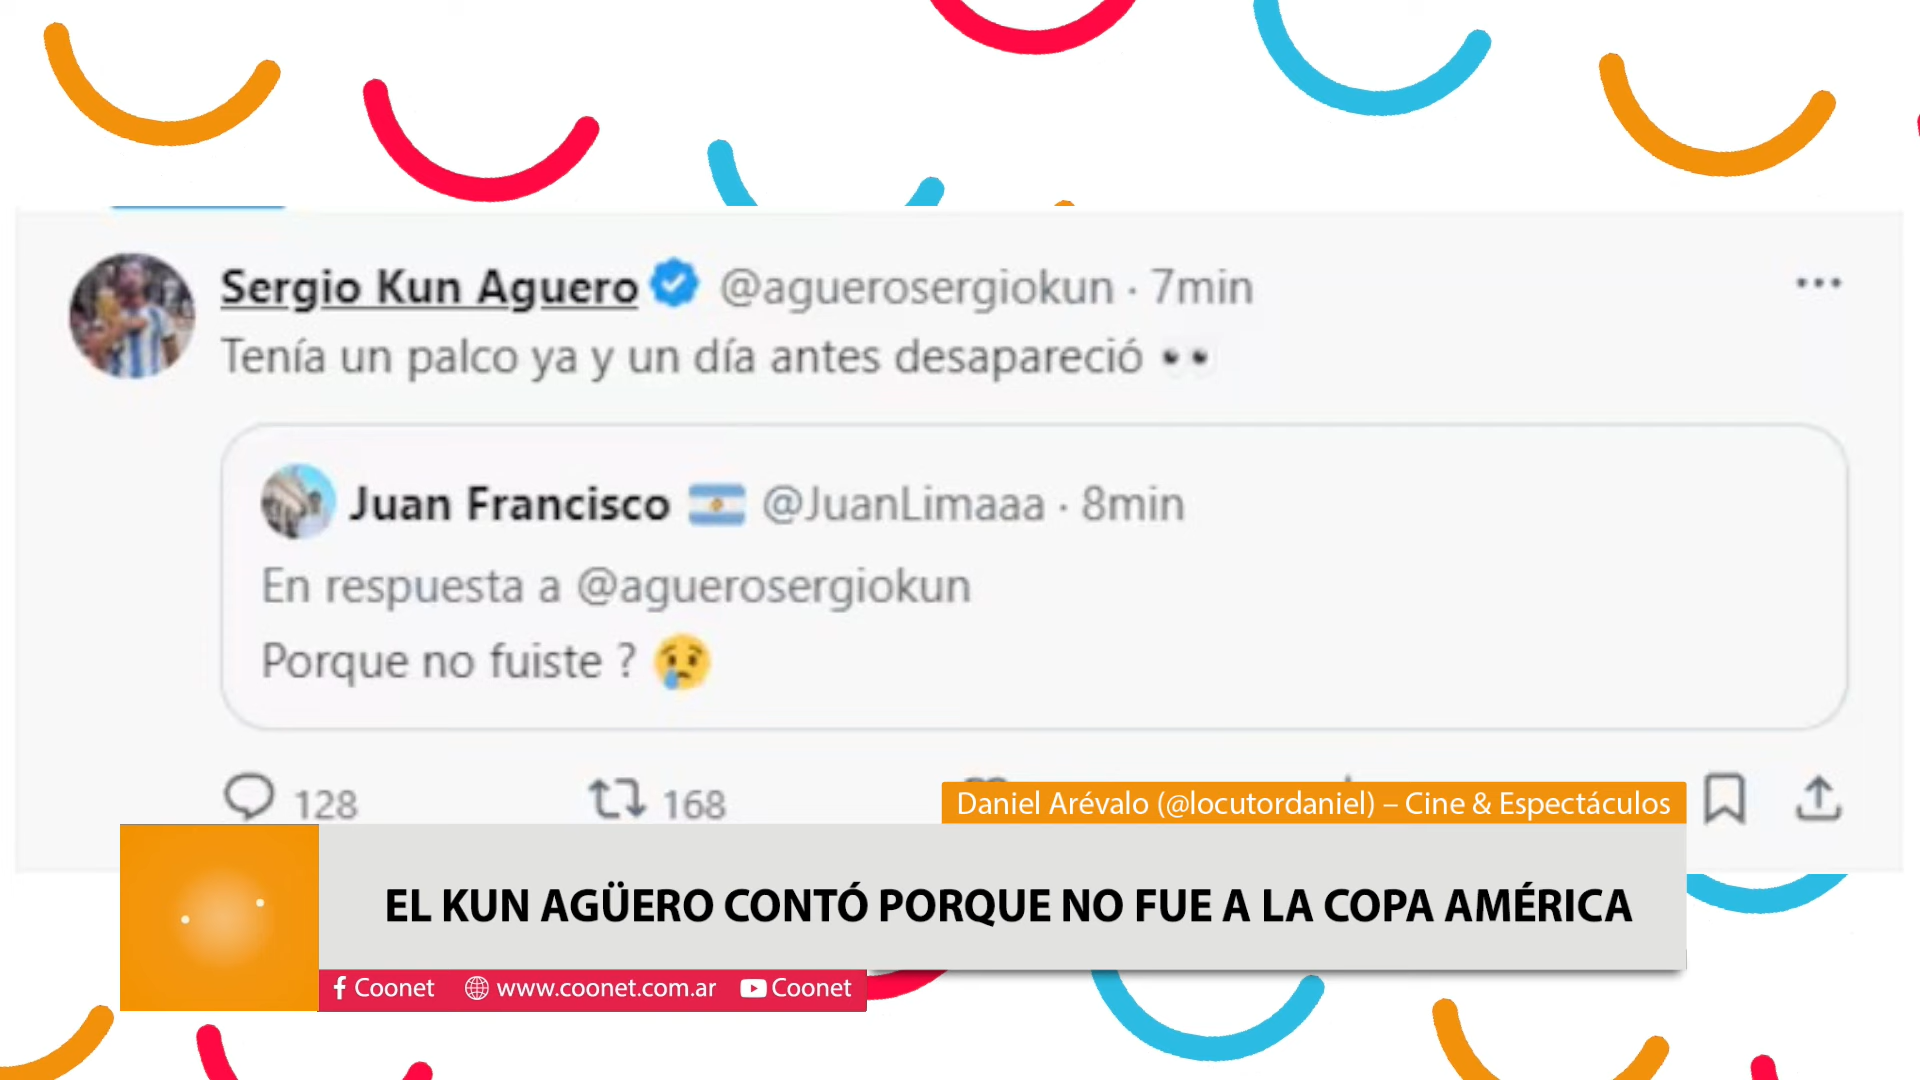 Sergio Kun Aguero @aguerosergiokun · 7min
Tenía un palco ya y un día antes desapareció 👀
Juan Francisco 🇦🇷 @JuanLimaaa · 8min
En respuesta a @aguerosergiokun
Porque no fuiste ? 😢
128 168
Daniel Arévalo (@locutordaniel) – Cine & Espectáculos
EL KUN AGÜERO CONTÓ PORQUE NO FUE A LA COPA AMÉRICA
Coonet www.coonet.com.ar Coonet